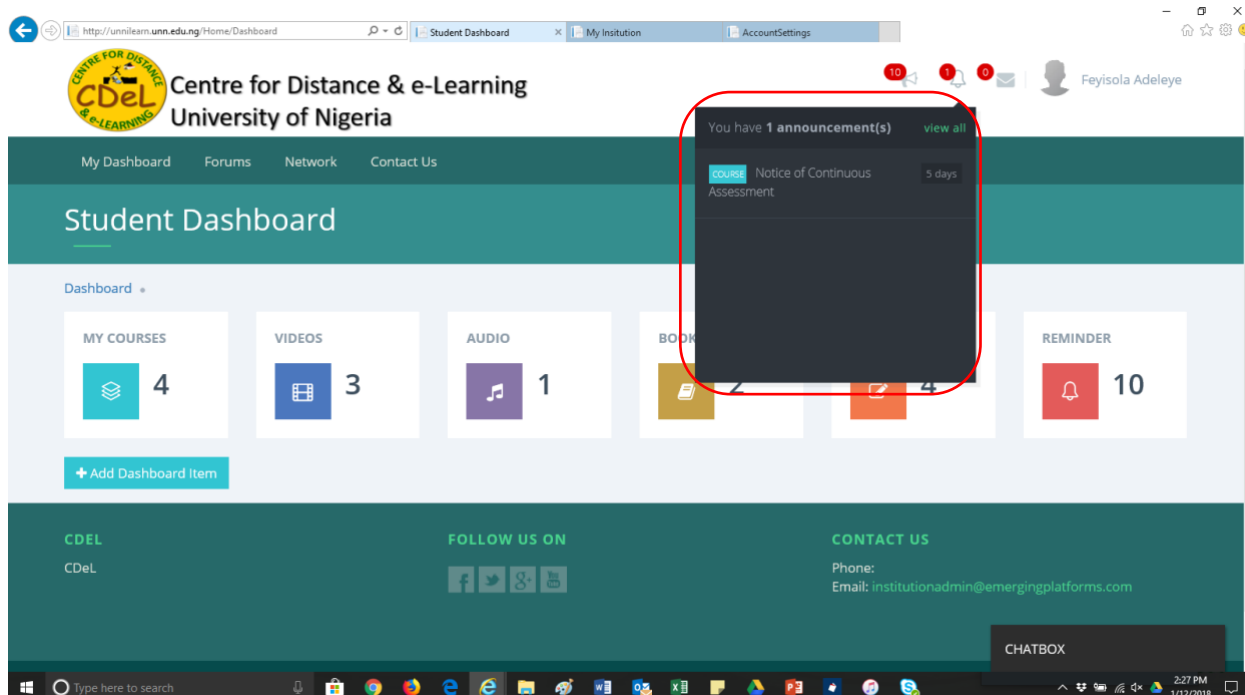 http://unnilearn.unn.edu.ng/Home/Dashboard
Student Dashboard
My Insitution
AccountSettings
CENTRE FOR DISTANCE
CDeL
& e-LEARNING
Centre for Distance & e-Learning
University of Nigeria
10
1
0
Feyisola Adeleye
You have 1 announcement(s) view all
COURSE Notice of Continuous
Assessment
5 days
My Dashboard Forums Network Contact Us
Student Dashboard
Dashboard
MY COURSES
4
VIDEOS
3
AUDIO
1
BOOK
2
4
REMINDER
10
+ Add Dashboard Item
CDEL
CDeL
FOLLOW US ON
CONTACT US
Phone:
Email: institutionadmin@emergingplatforms.com
CHATBOX
Type here to search
2:27 PM
1/12/2018